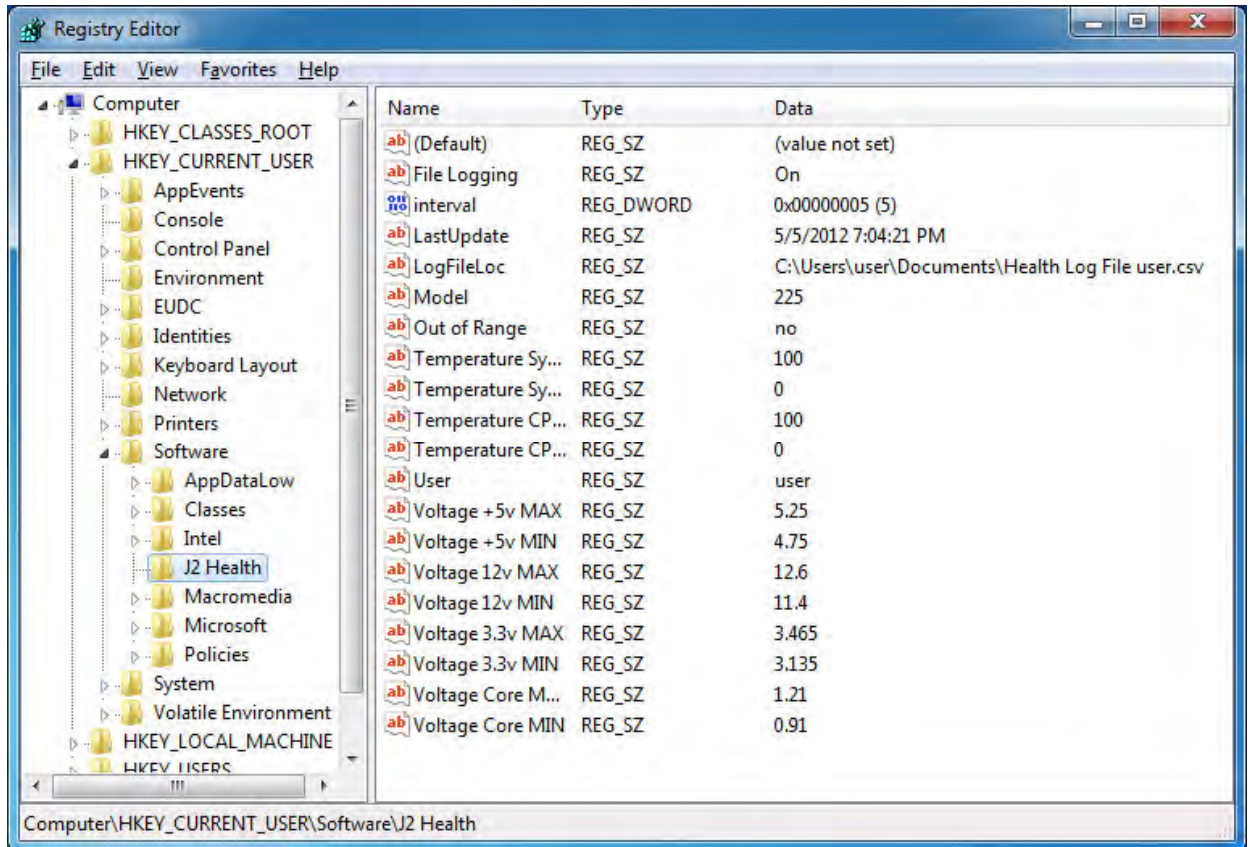 Registry Editor
File Edit View Favorites Help
Computer
HKEY_CLASSES_ROOT
HKEY_CURRENT_USER
AppEvents
Console
Control Panel
Environment
EUDC
Identities
Keyboard Layout
Network
Printers
Software
AppDataLow
Classes
Intel
J2 Health
Macromedia
Microsoft
Policies
System
Volatile Environment
HKEY_LOCAL_MACHINE
HKEY_USERS
Name Type Data
(Default) REG_SZ (value not set)
File Logging REG_SZ On
interval REG_DWORD 0x00000005 (5)
LastUpdate REG_SZ 5/5/2012 7:04:21 PM
LogFileLoc REG_SZ C:\Users\user\Documents\Health Log File user.csv
Model REG_SZ 225
Out of Range REG_SZ no
Temperature Sy... REG_SZ 100
Temperature Sy... REG_SZ 0
Temperature CP... REG_SZ 100
Temperature CP... REG_SZ 0
User REG_SZ user
Voltage +5v MAX REG_SZ 5.25
Voltage +5v MIN REG_SZ 4.75
Voltage 12v MAX REG_SZ 12.6
Voltage 12v MIN REG_SZ 11.4
Voltage 3.3v MAX REG_SZ 3.465
Voltage 3.3v MIN REG_SZ 3.135
Voltage Core M... REG_SZ 1.21
Voltage Core MIN REG_SZ 0.91
Computer\HKEY_CURRENT_USER\Software\J2 Health